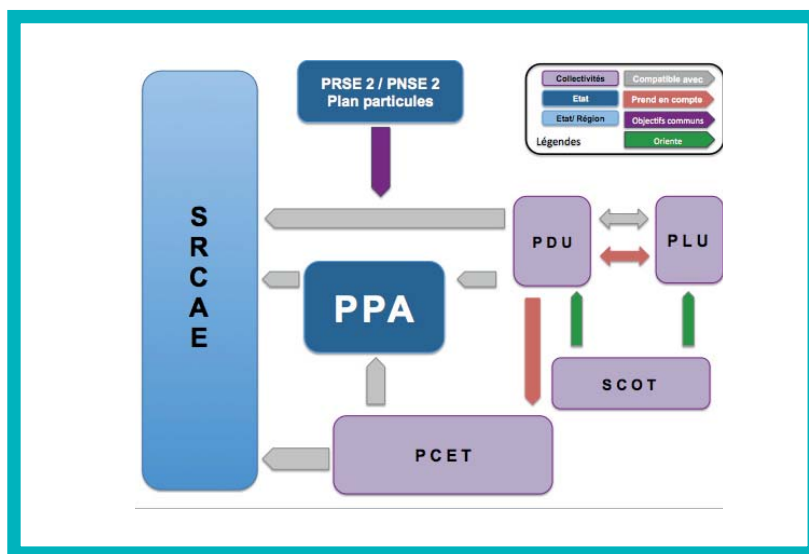 PRSE 2 / PNSE 2
Plan particules
Collectivités
Compatible avec
Etat
Prend en compte
Etat/ Région
Objectifs communs
Légendes
Oriente
S
R
C
A
E
PDU
PLU
PPA
SCOT
PCET